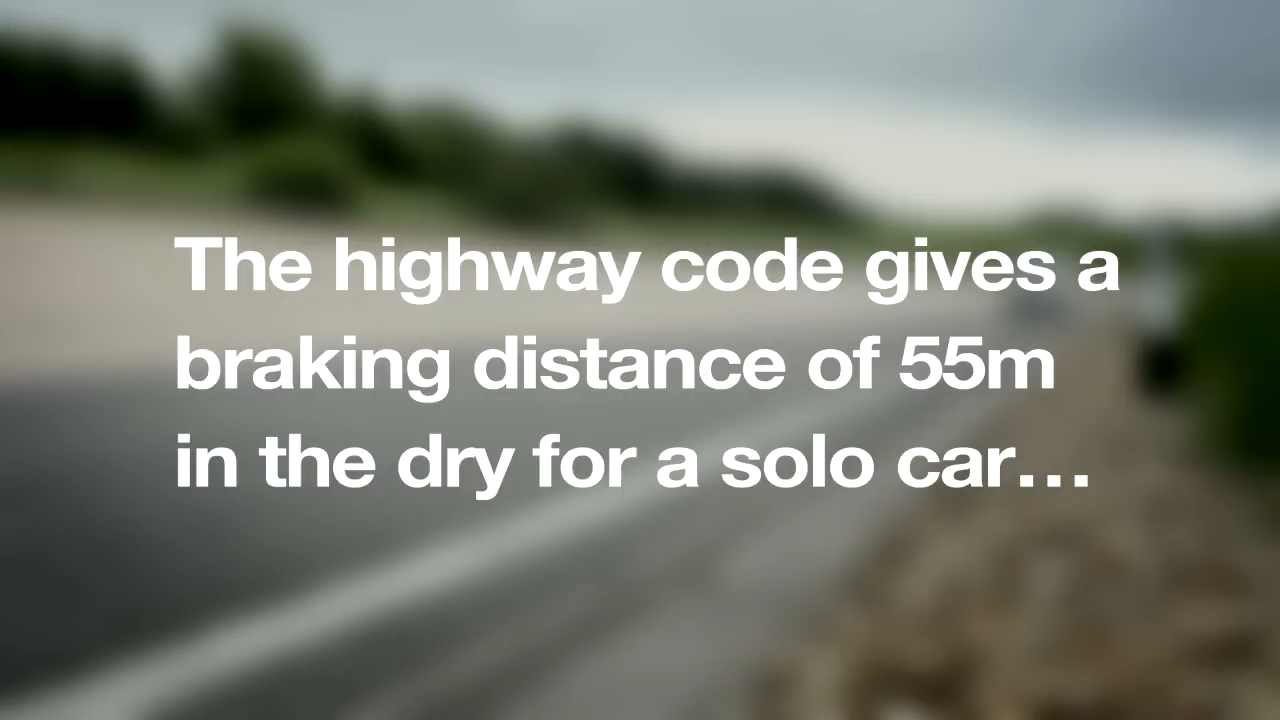 The highway code gives a
braking distance of 55m
in the dry for a solo car…